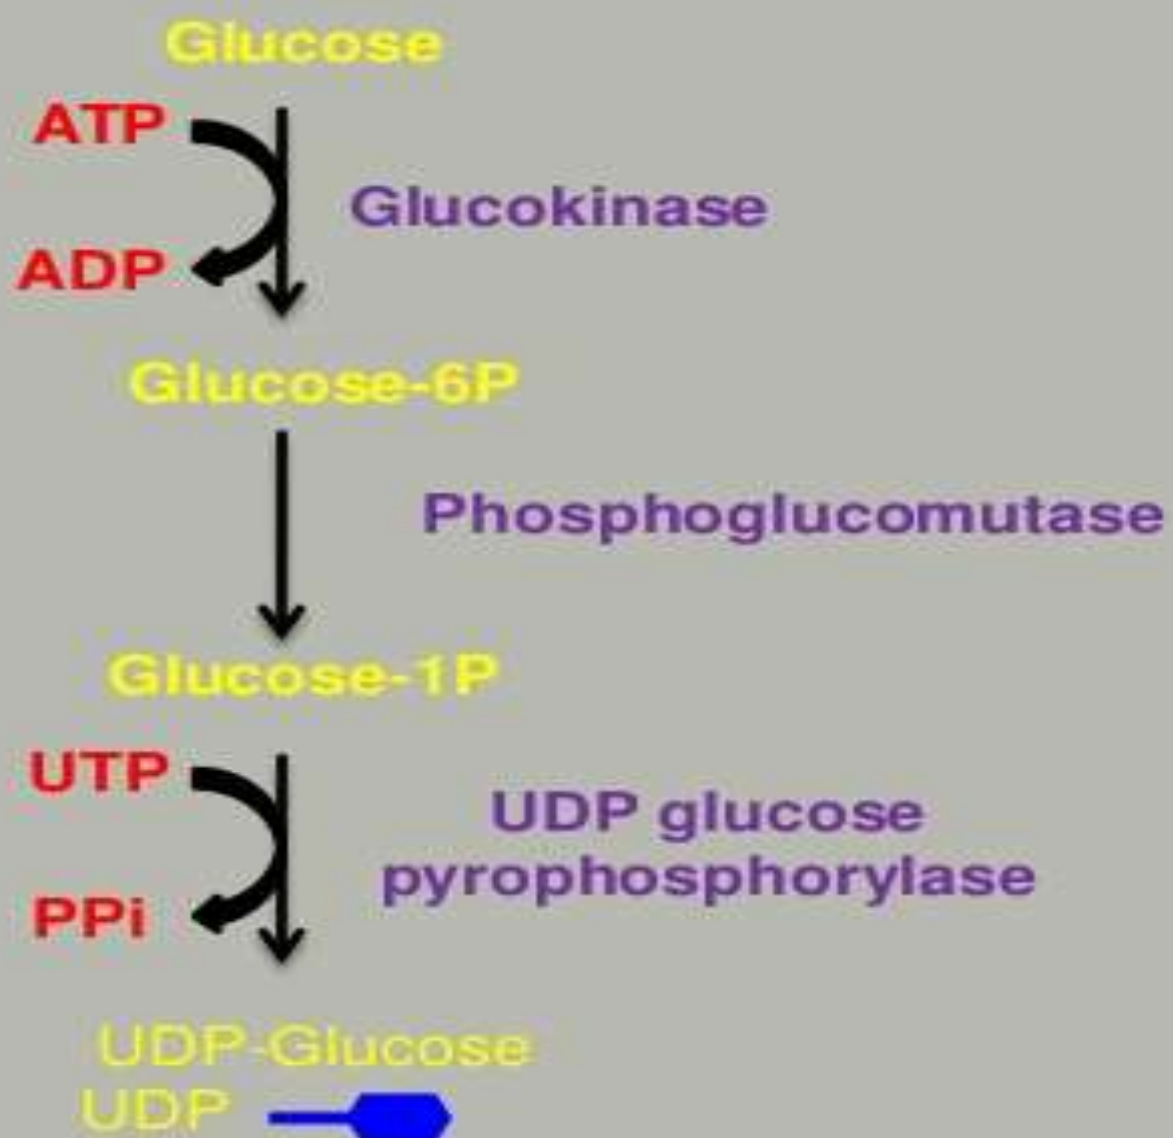 Glucose
ATP
Glucokinase
ADP
Glucose-6P
Phosphoglucomutase
Glucose-1P
UTP
UDP glucose
pyrophosphorylase
PPi
UDP-Glucose
UDP